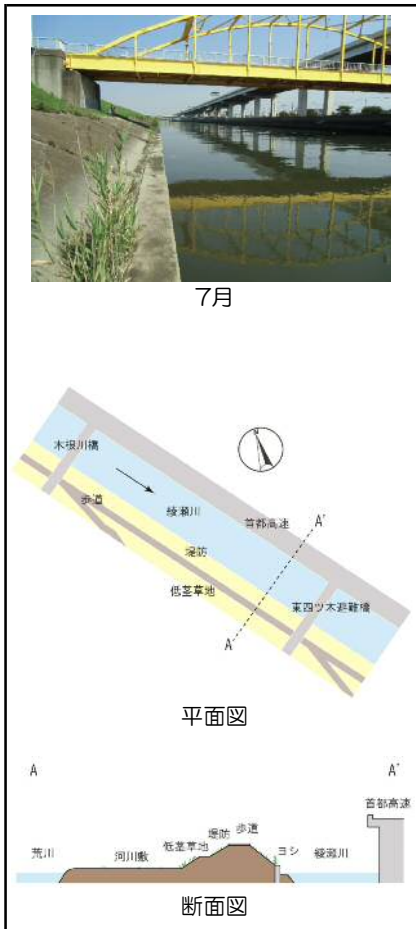 7月
木根川橋
歩道
綾瀬川
首都高速
A'
堤防
低茎草地
東四ツ木避難橋
A
平面図
A
A'
首都高速
荒川
河川敷
低茎草地
堤防
歩道
ヨシ
綾瀬川
断面図